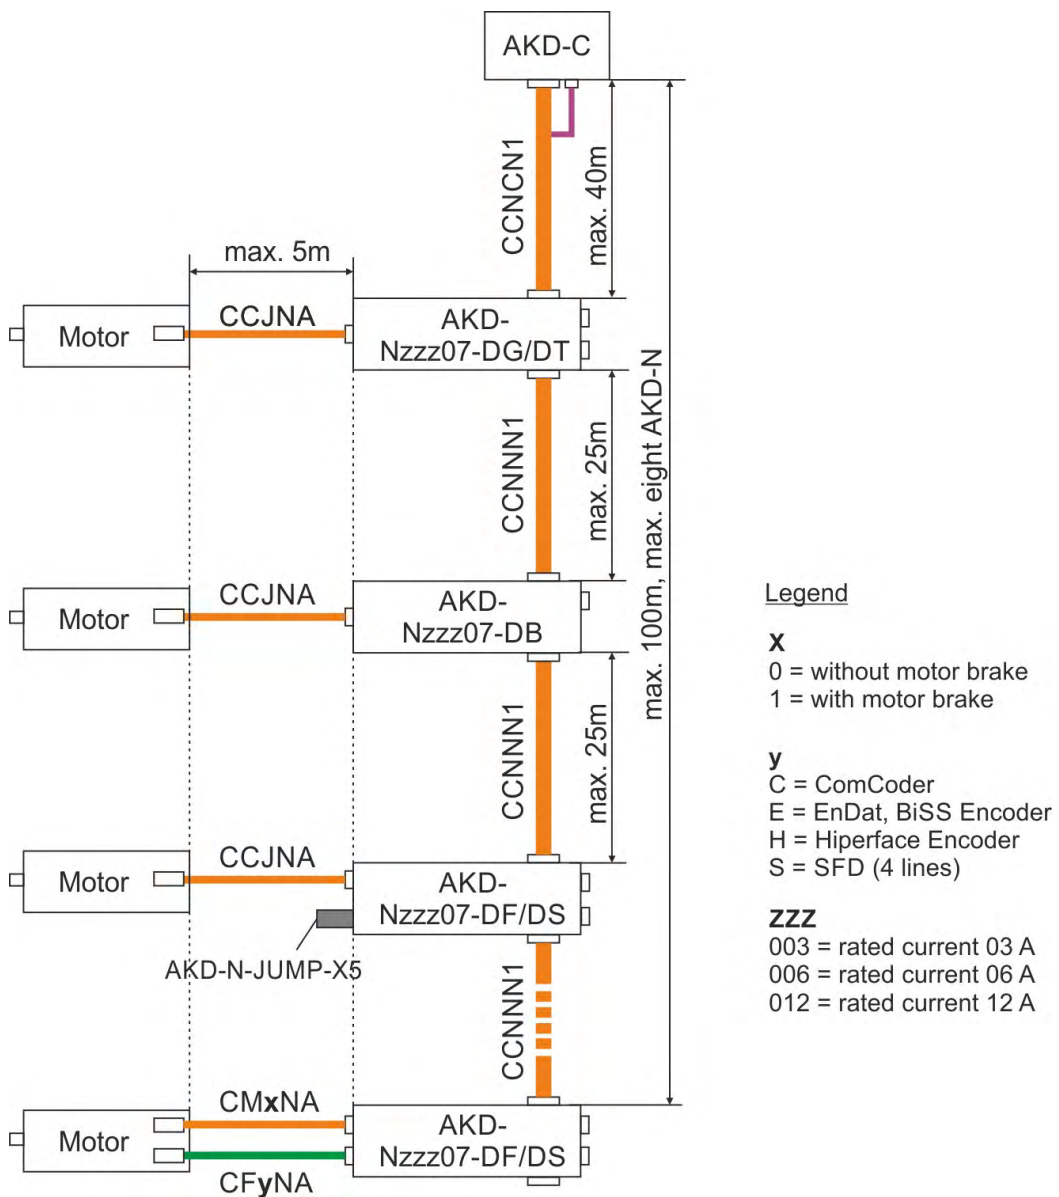 AKD-C
CCNCN1
max. 40m
max. 5m
Motor
CCJNA
AKD-
Nzzz07-DG/DT
max. 100m, max. eight AKD-N
CCNNN1
max. 25m
Motor
CCJNA
AKD-
Nzzz07-DB
CCNNN1
max. 25m
Motor
CCJNA
AKD-
Nzzz07-DF/DS
AKD-N-JUMP-X5
CCNNN1
Motor
CMxNA
CFyNA
AKD-
Nzzz07-DF/DS
Legend
X
0 = without motor brake
1 = with motor brake
y
C = ComCoder
E = EnDat, BiSS Encoder
H = Hiperface Encoder
S = SFD (4 lines)
ZZZ
003 = rated current 03 A
006 = rated current 06 A
012 = rated current 12 A